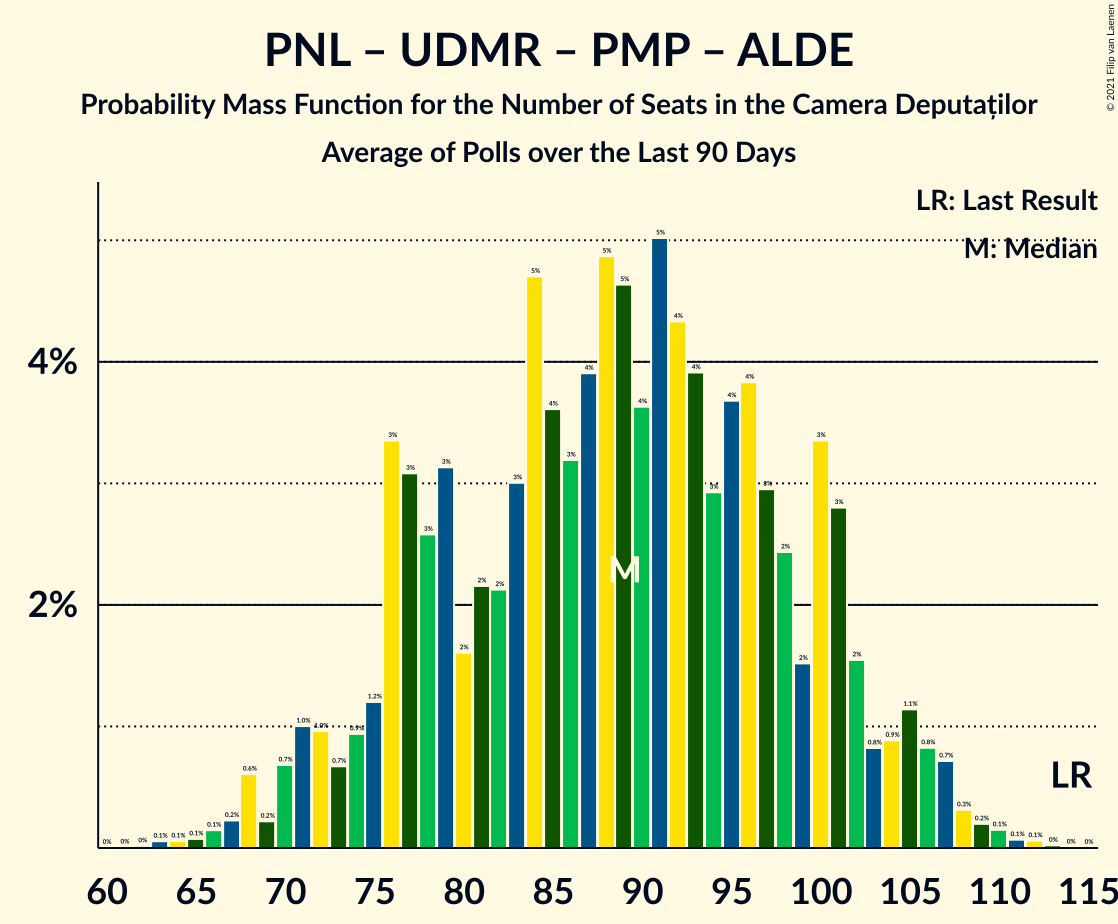 PNL – UDMR – PMP – ALDE
Probability Mass Function for the Number of Seats in the Camera Deputaților
Average of Polls over the Last 90 Days
© 2021 Filip van Laenen
LR: Last Result
M: Median
4%
2%
0% 0% 0% 0.1% 0.1% 0.1% 0.1% 0.2% 0.6% 0.2% 0.7% 1.0% 1.0% 0.7% 0.9% 1.2% 3% 3% 3% 3% 2% 2% 2% 3% 5% 4% 3% 4% 5% 5% 4% 5% 4% 4% 3% 4% 4% 3% 2% 2% 3% 3% 2% 0.8% 0.9% 1.1% 0.8% 0.7% 0.3% 0.2% 0.1% 0.1% 0.1% 0% 0% 0%
M
LR
60 65 70 75 80 85 90 95 100 105 110 115